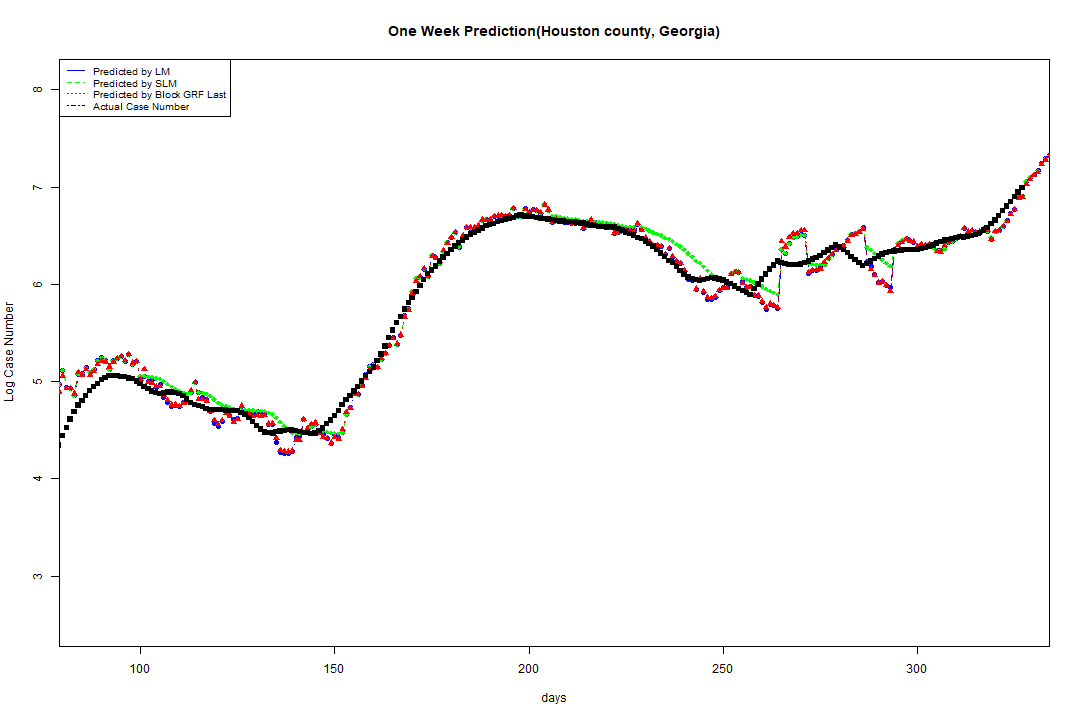 One Week Prediction(Houston county, Georgia)
Predicted by LM
Predicted by SLM
Predicted by Block GRF Last
Actual Case Number
8
7
6
5
4
3
Log Case Number
100 150 200 250 300
days